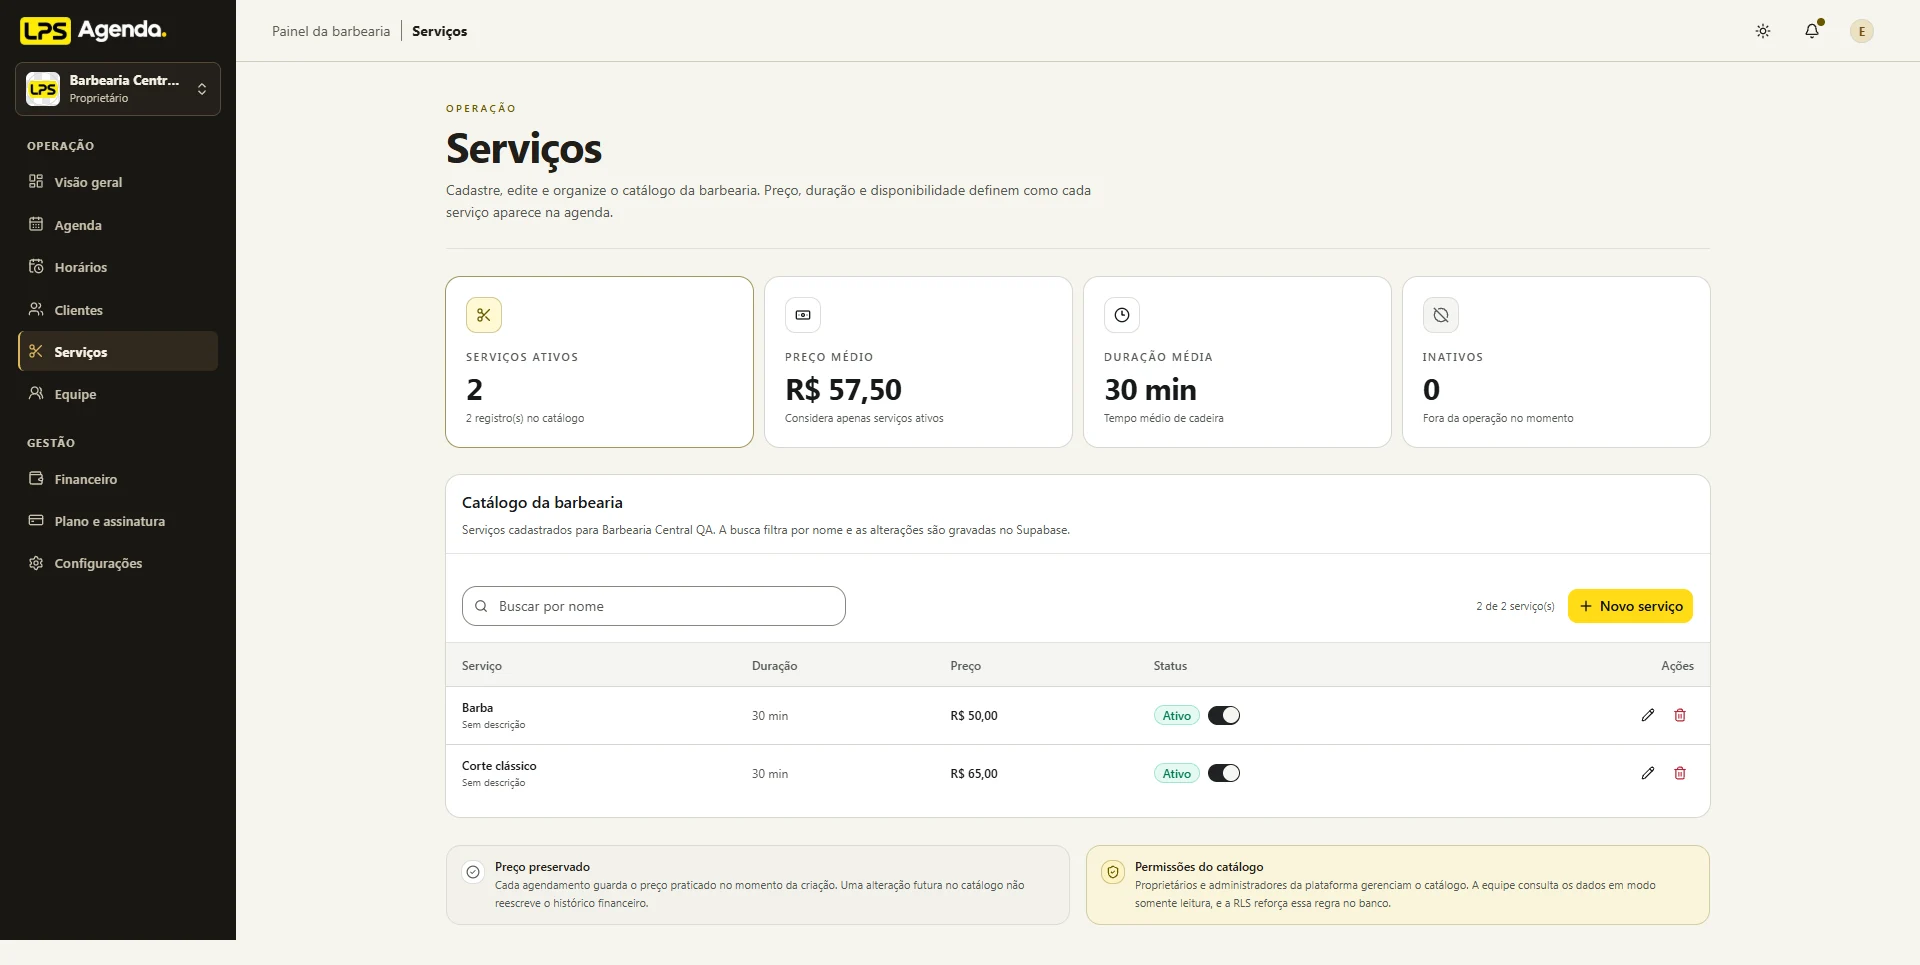 LPS Agenda.
Painel da barbearia
Serviços
E
LPS
Barbearia Centr...
Proprietário
OPERAÇÃO
Visão geral
Agenda
Horários
Clientes
Serviços
Equipe
GESTÃO
Financeiro
Plano e assinatura
Configurações
OPERAÇÃO
Serviços
Cadastre, edite e organize o catálogo da barbearia. Preço, duração e disponibilidade definem como cada
serviço aparece na agenda.
SERVIÇOS ATIVOS
2
2 registro(s) no catálogo
PREÇO MÉDIO
R$ 57,50
Considera apenas serviços ativos
DURAÇÃO MÉDIA
30 min
Tempo médio de cadeira
INATIVOS
0
Fora da operação no momento
Catálogo da barbearia
Serviços cadastrados para Barbearia Central QA. A busca filtra por nome e as alterações são gravadas no Supabase.
Buscar por nome
2 de 2 serviço(s)
+ Novo serviço
Serviço Duração Preço Status Ações
Barba
Sem descrição
30 min
R$ 50,00
Ativo
Corte clássico
Sem descrição
30 min
R$ 65,00
Ativo
Preço preservado
Cada agendamento guarda o preço praticado no momento da criação. Uma alteração futura no catálogo não
reescreve o histórico financeiro.
Permissões do catálogo
Proprietários e administradores da plataforma gerenciam o catálogo. A equipe consulta os dados em modo
somente leitura, e a RLS reforça essa regra no banco.